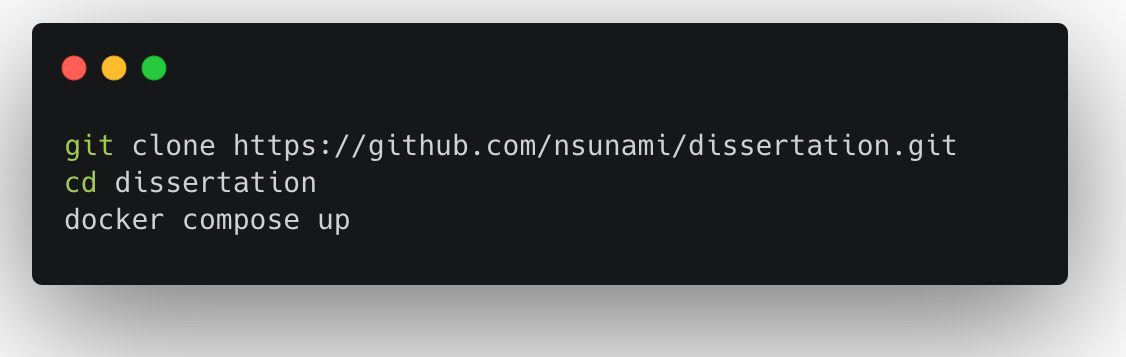 git clone https://github.com/nsunami/dissertation.git
cd dissertation
docker compose up